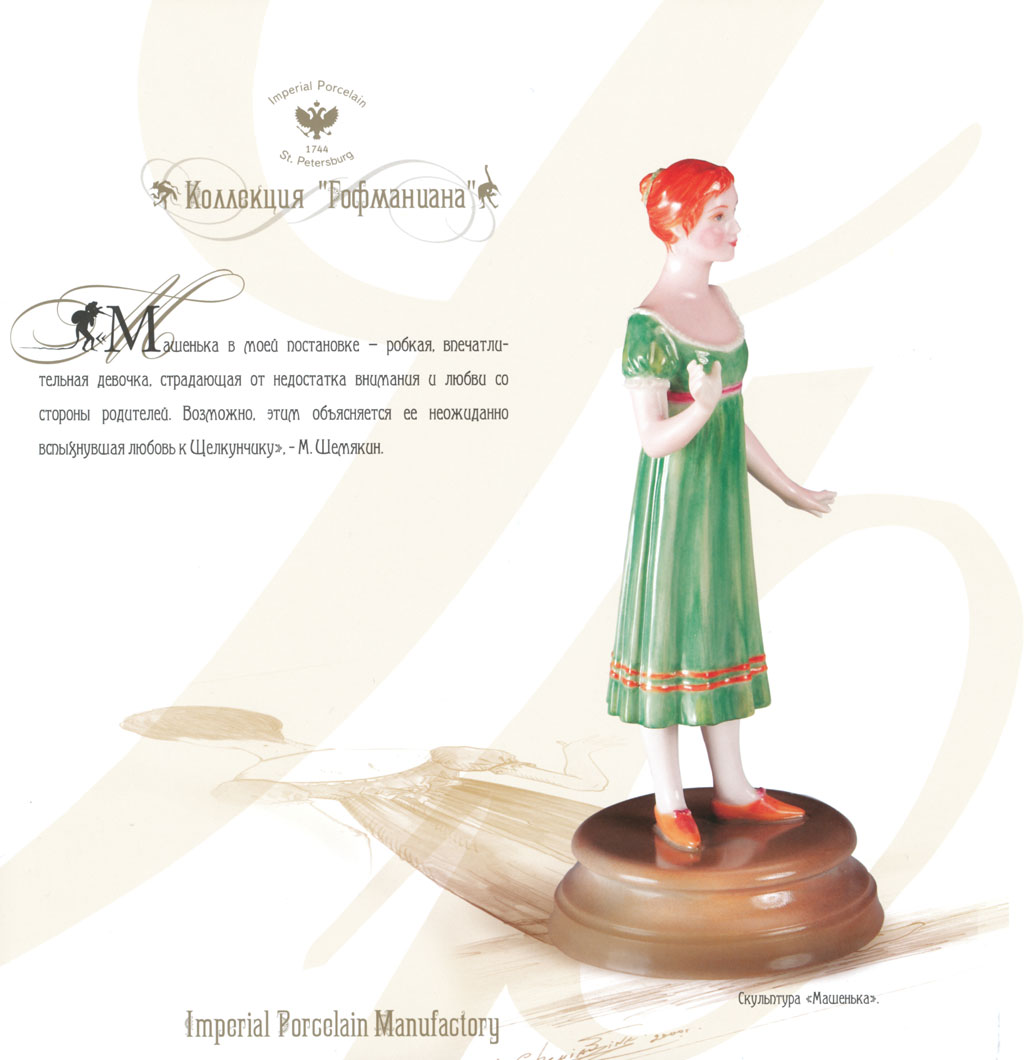 Imperial Porcelain
1744
St. Petersburg
Коллекция "Гофманиана"
«Машенька в моей постановке – робкая, впечатли-
тельная девочка, страдающая от недостатка внимания и любви со
стороны родителей. Возможно, этим объясняется ее неожиданно
вспыхнувшая любовь к Щелкунчику», - М. Шемякин.
Скульптура «Машенька».
Imperial Porcelain Manufactory